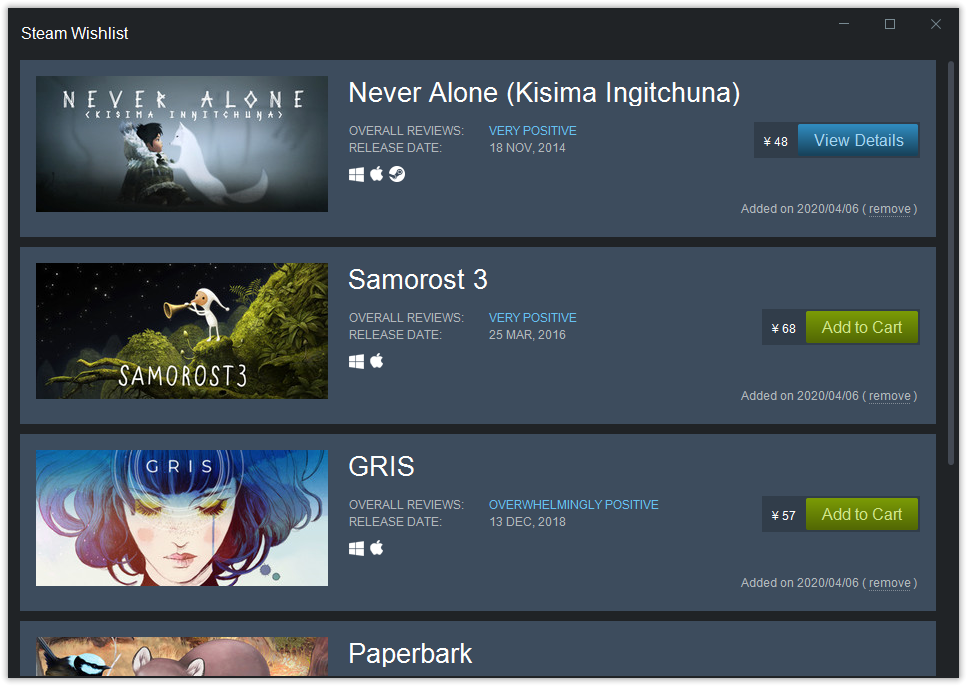 Steam Wishlist
NEVER ALONE
(KISIMA INŊITCHUŊA)
Never Alone (Kisima Ingitchuna)
OVERALL REVIEWS: VERY POSITIVE
RELEASE DATE: 18 NOV, 2014
¥ 48 View Details
Added on 2020/04/06 ( remove )
SAMOROST3
Samorost 3
OVERALL REVIEWS: VERY POSITIVE
RELEASE DATE: 25 MAR, 2016
¥ 68 Add to Cart
Added on 2020/04/06 ( remove )
GRIS
GRIS
OVERALL REVIEWS: OVERWHELMINGLY POSITIVE
RELEASE DATE: 13 DEC, 2018
¥ 57 Add to Cart
Added on 2020/04/06 ( remove )
Paperbark